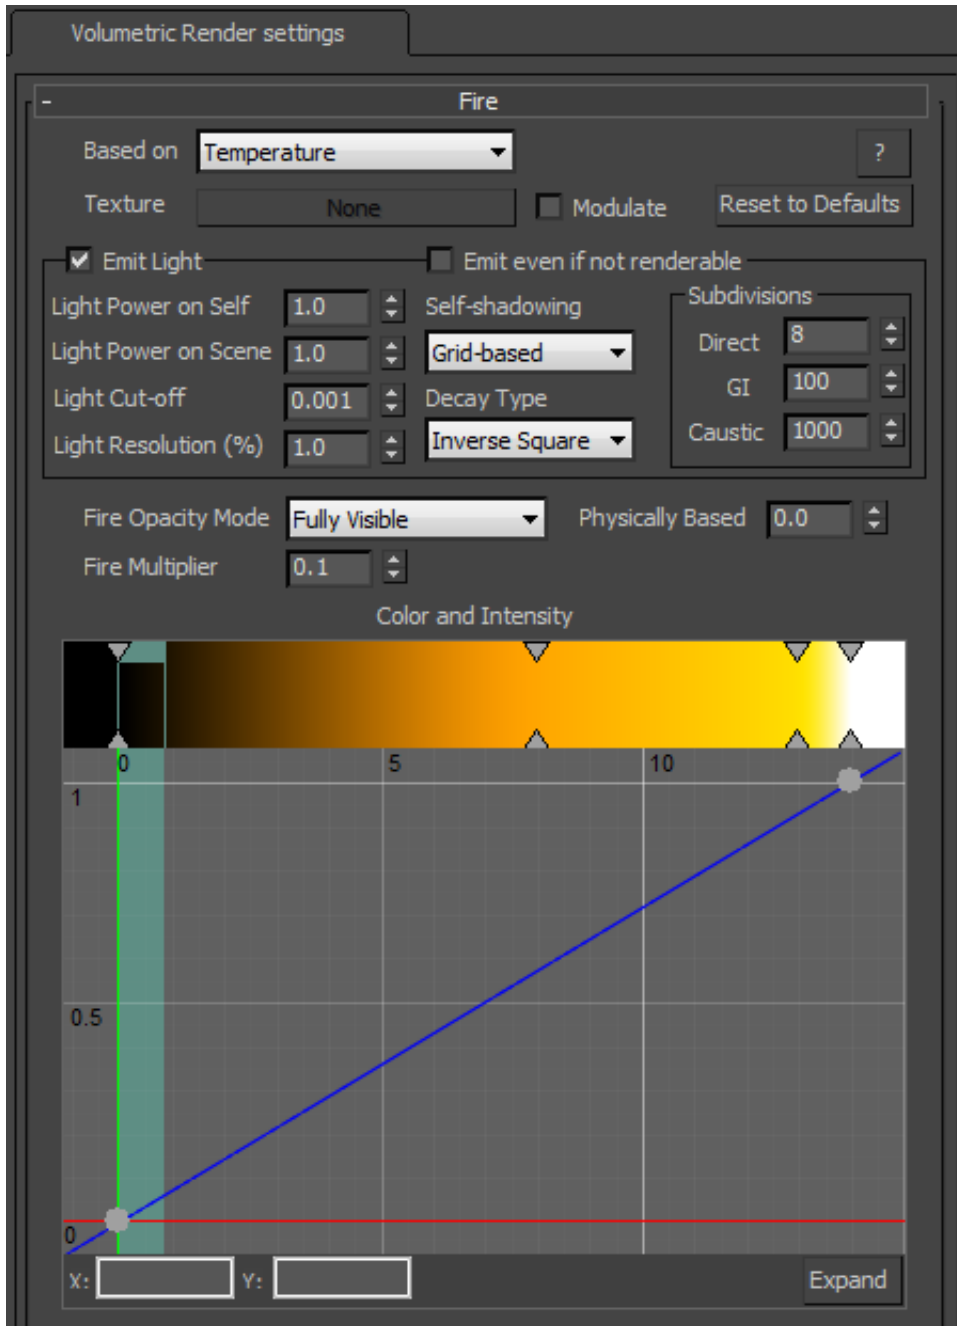 Volumetric Render settings
- Fire
Based on Temperature ?
Texture None Modulate Reset to Defaults
Emit Light Emit even if not renderable
Light Power on Self 1.0 Self-shadowing Subdivisions
Light Power on Scene 1.0 Grid-based Direct 8
Light Cut-off 0.001 Decay Type GI 100
Light Resolution (%) 1.0 Inverse Square Caustic 1000
Fire Opacity Mode Fully Visible Physically Based 0.0
Fire Multiplier 0.1
Color and Intensity
0 5 10
1
0.5
0
X: Y: Expand